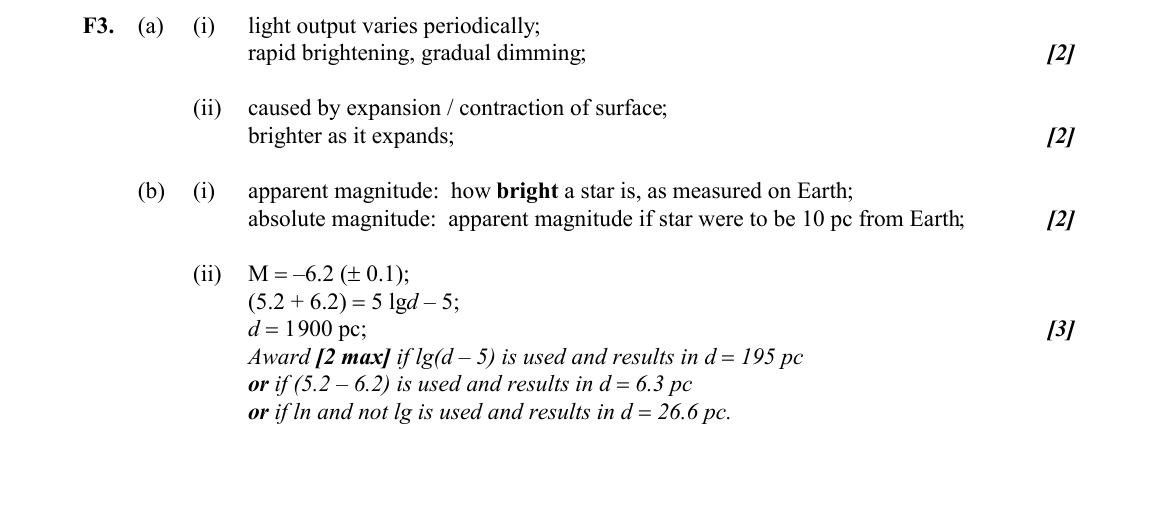 F3. (a) (i) light output varies periodically;
rapid brightening, gradual dimming; [2]
(ii) caused by expansion / contraction of surface;
brighter as it expands; [2]
(b) (i) apparent magnitude: how bright a star is, as measured on Earth;
absolute magnitude: apparent magnitude if star were to be 10 pc from Earth; [2]
(ii) M = –6.2 (± 0.1);
(5.2 + 6.2) = 5 lgd – 5;
d = 1900 pc; [3]
Award [2 max] if lg(d – 5) is used and results in d = 195 pc
or if (5.2 – 6.2) is used and results in d = 6.3 pc
or if ln and not lg is used and results in d = 26.6 pc.